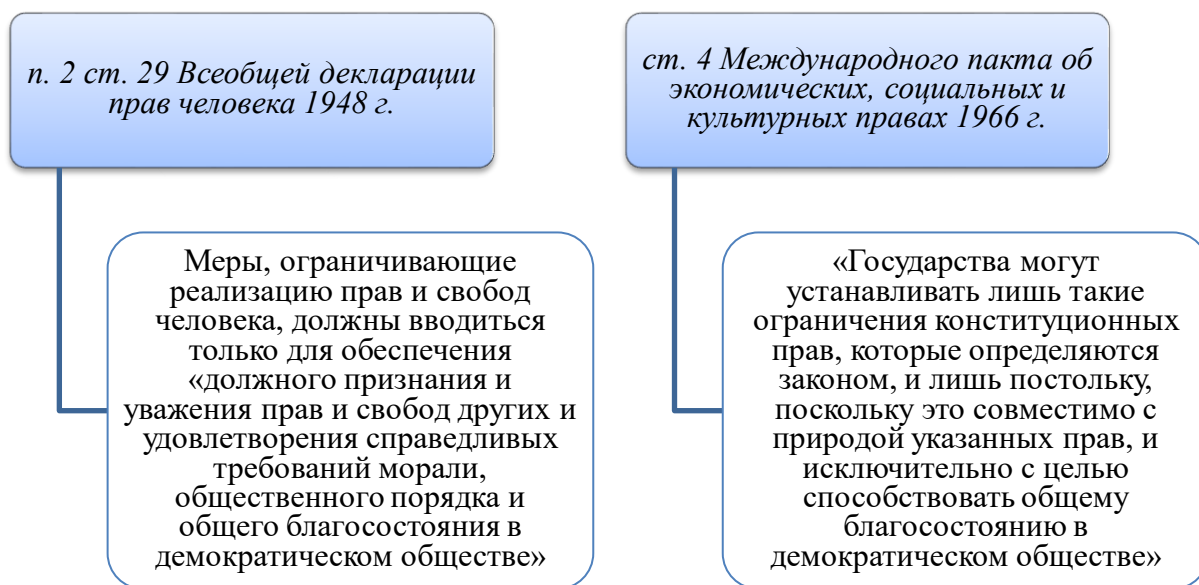 п. 2 ст. 29 Всеобщей декларации
прав человека 1948 г.
Меры, ограничивающие
реализацию прав и свобод
человека, должны вводиться
только для обеспечения
«должного признания и
уважения прав и свобод других и
удовлетворения справедливых
требований морали,
общественного порядка и
общего благосостояния в
демократическом обществе»
ст. 4 Международного пакта об
экономических, социальных и
культурных правах 1966 г.
«Государства могут
устанавливать лишь такие
ограничения конституционных
прав, которые определяются
законом, и лишь постольку,
поскольку это совместимо с
природой указанных прав, и
исключительно с целью
способствовать общему
благосостоянию в
демократическом обществе»